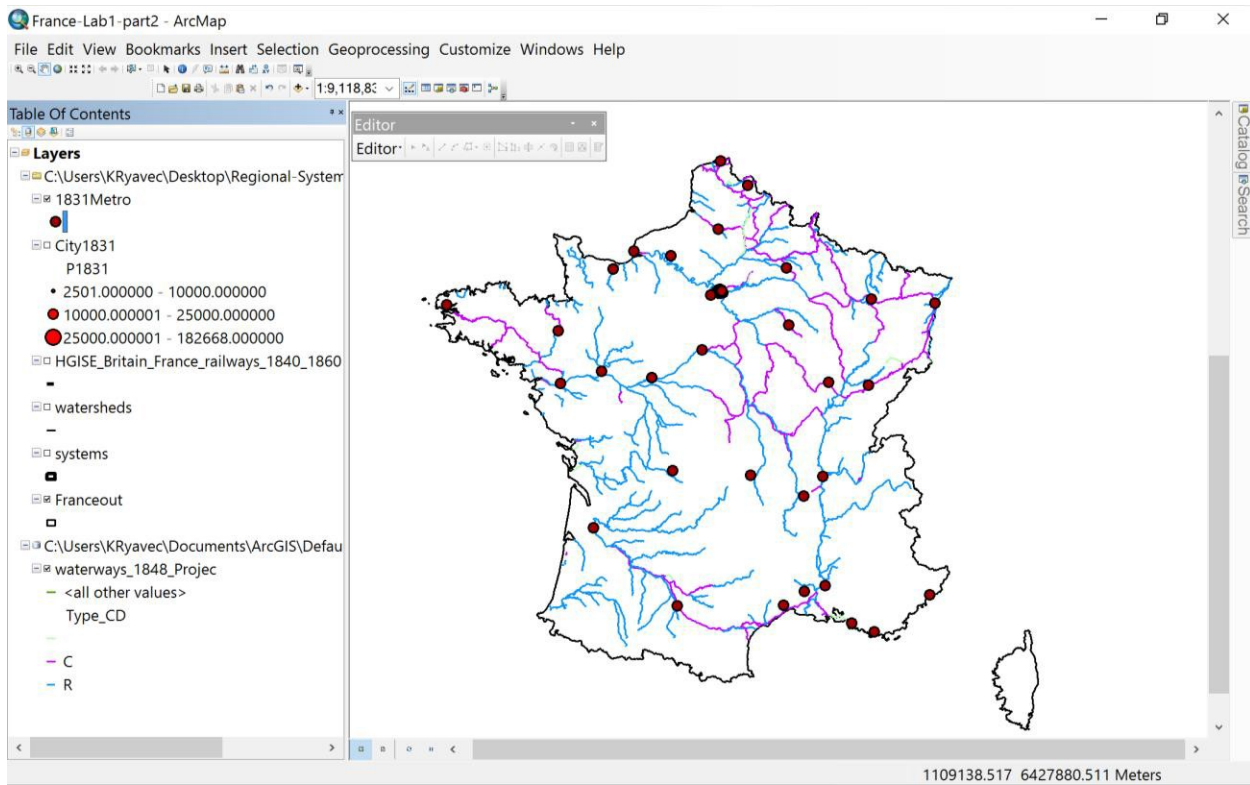 France-Lab1-part2 - ArcMap
File Edit View Bookmarks Insert Selection Geoprocessing Customize Windows Help
1:9,118,83
Table Of Contents
Layers
C:\Users\KRyavec\Desktop\Regional-System
1831Metro
City1831
P1831
2501.000000 - 10000.000000
10000.000001 - 25000.000000
25000.000001 - 182668.000000
HGISE_Britain_France_railways_1840_1860
watersheds
systems
Franceout
C:\Users\KRyavec\Documents\ArcGIS\Defau
waterways_1848_Projec
<all other values>
Type_CD
C
R
Editor
Editor
Catalog
Search
1109138.517 6427880.511 Meters